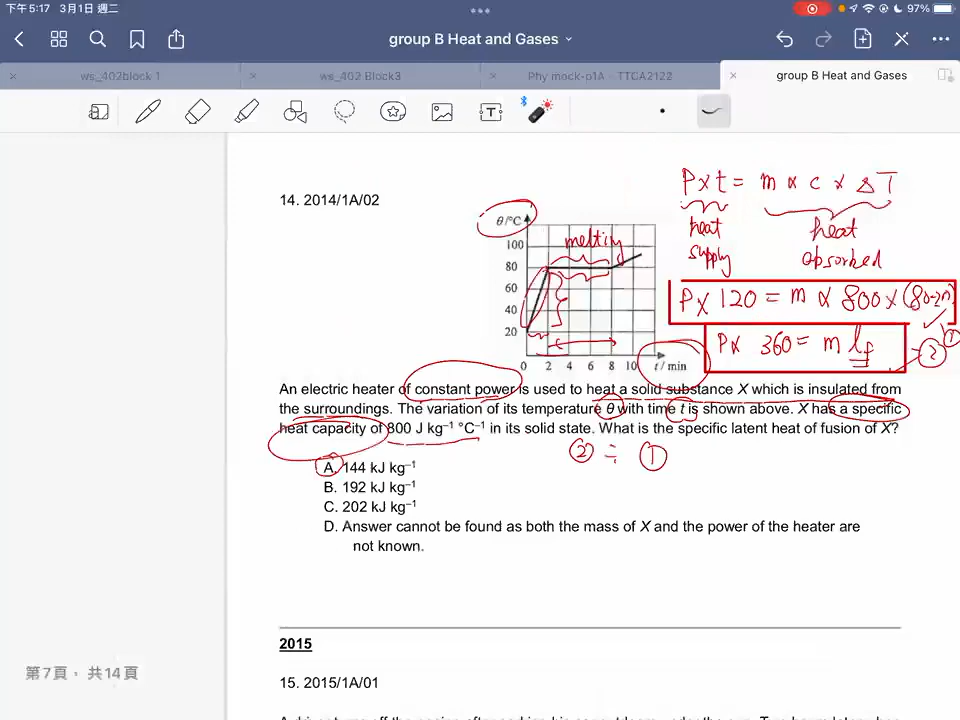 下午5:17 3月1日 週二
97%
group B Heat and Gases
ws_402block 1
ws_402 Block3
Phy mock-p1A - TTCA2122
group B Heat and Gases
14. 2014/1A/02
θ/°C
100
80
60
40
20
0 2 4 6 8 10 t/min
melting
P×t = m × c × ΔT
heat supply
heat absorbed
P× 120 = m × 800 × (80-20)
①
P× 360 = m lf
②
An electric heater of constant power is used to heat a solid substance X which is insulated from
the surroundings. The variation of its temperature θ with time t is shown above. X has a specific
heat capacity of 800 J kg⁻¹ °C⁻¹ in its solid state. What is the specific latent heat of fusion of X?
② ÷ ①
A. 144 kJ kg⁻¹
B. 192 kJ kg⁻¹
C. 202 kJ kg⁻¹
D. Answer cannot be found as both the mass of X and the power of the heater are
not known.
2015
第7頁，共14頁
15. 2015/1A/01